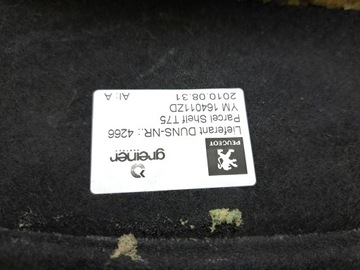 PEUGEOT
greiner
Lieferant DUNS-NR.: 4266
Parcel Shelf T75
YM 164011ZD
2010.08.31
AI: A